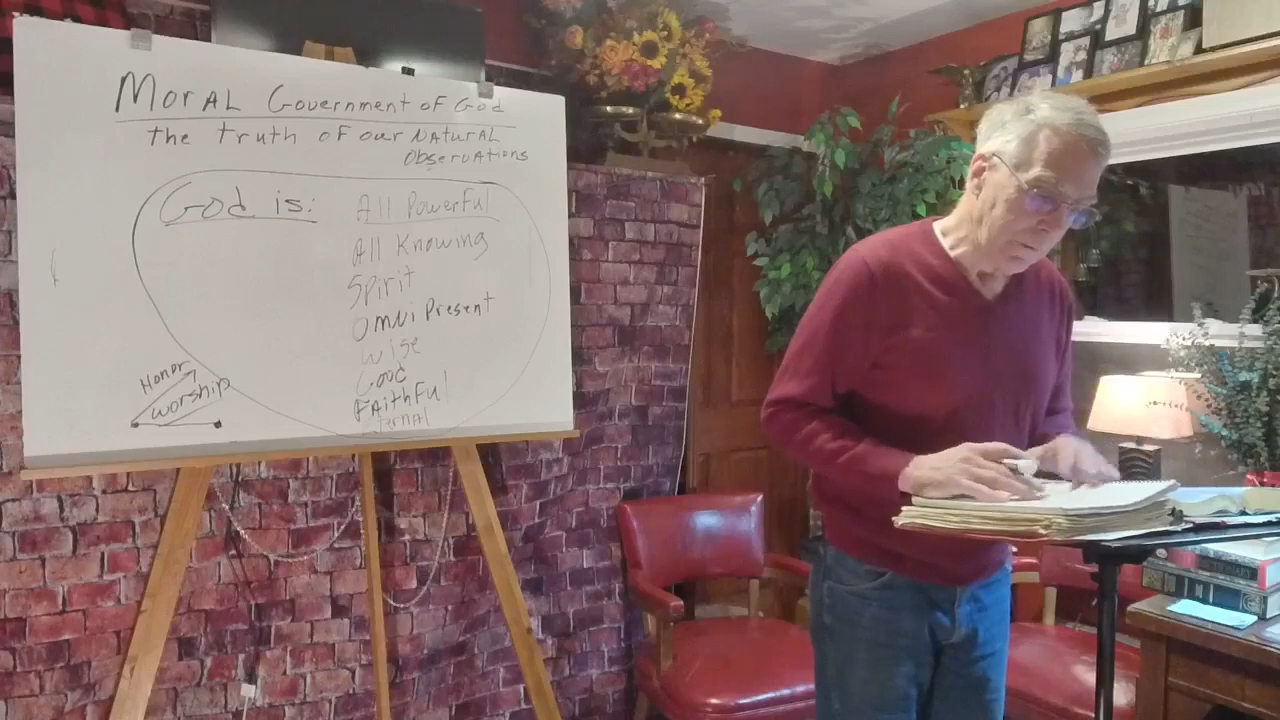 MorAL Government of God
the truth of our NATUrAL
ObserVATIONS
God is:
All Powerful
All Knowing
Spirit
OMNi Present
Wise
Good
FAithFul
Honor
Worship